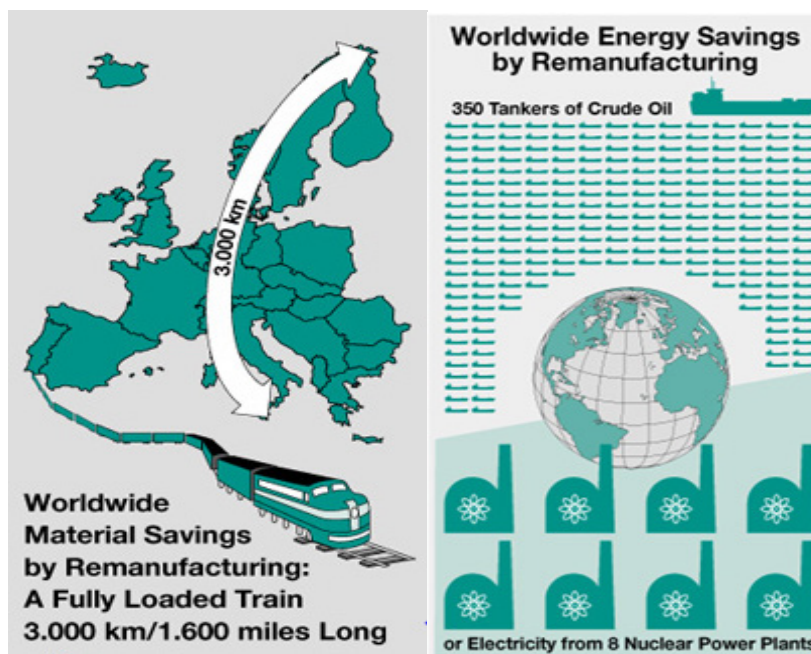 3.000 km
Worldwide
Material Savings
by Remanufacturing:
A Fully Loaded Train
3.000 km/1.600 miles Long
Worldwide Energy Savings
by Remanufacturing
350 Tankers of Crude Oil
or Electricity from 8 Nuclear Power Plants